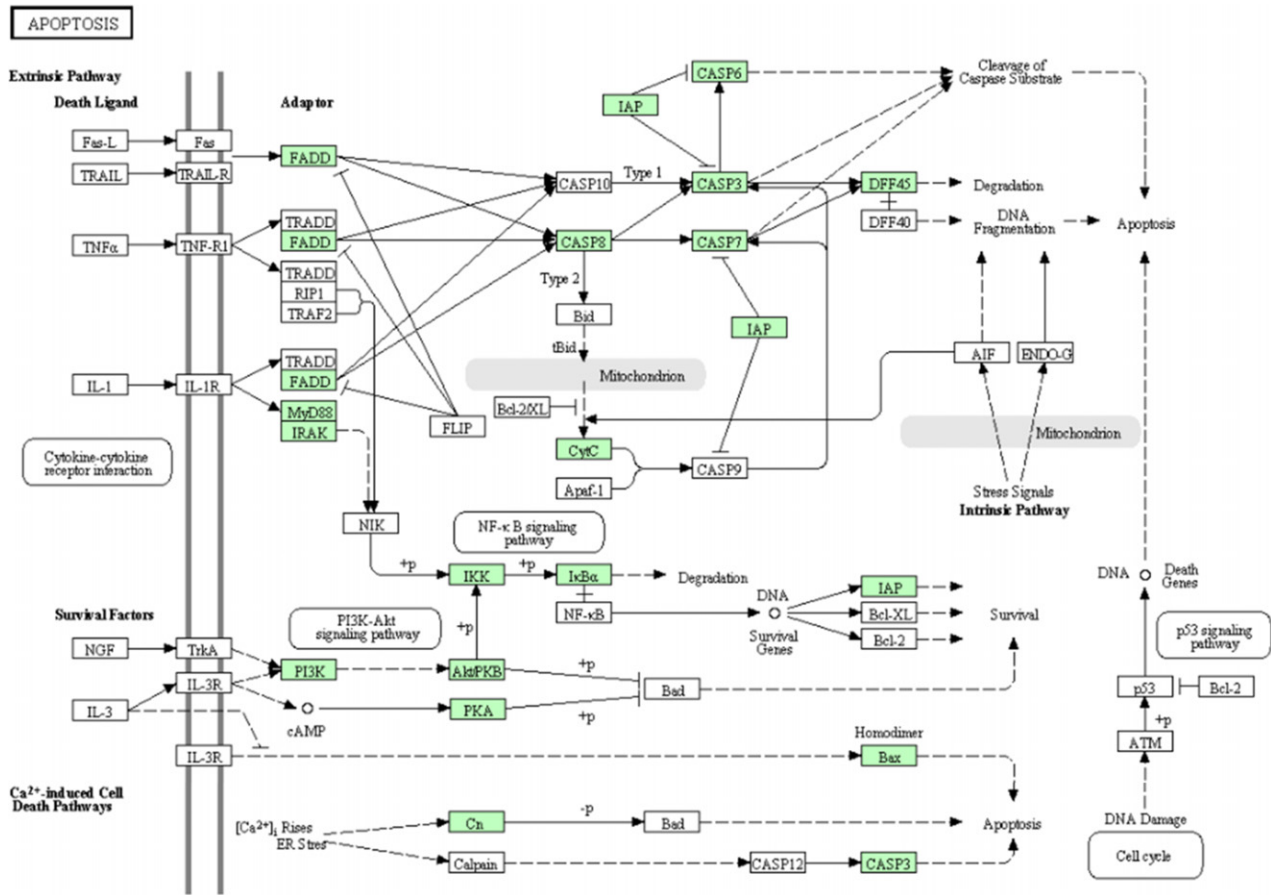 APOPTOSIS
Extrinsic Pathway
Death Ligand
Adaptor
Fas-L
Fas
TRAIL
TRAIL-R
FADD
TNFα
TNF-R1
TRADD
FADD
TRADD
RIP1
TRAF2
IL-1
IL-1R
TRADD
FADD
MyD88
IRAK
Cytokine-cytokine
receptor interaction
FLIP
NIK
CASP6
IAP
CASP10
Type 1
CASP3
CASP8
CASP7
Type 2
Bid
tBid
Mitochondrion
Bcl-2/XL
CytC
Apaf-1
CASP9
IAP
Cleavage of
Caspase Substrate
DFF45
Degradation
DFF40
DNA
Fragmentation
Apoptosis
AIF
ENDO-G
Mitochondrion
Stress Signals
Intrinsic Pathway
NF-κB signaling
pathway
+p
IKK
+p
IκBα
Degradation
NF-κB
DNA
Survival
Genes
IAP
Bcl-XL
Bcl-2
Survival
DNA
Death
Genes
Survival Factors
PI3K-Akt
signaling pathway
+p
NGF
TrkA
PI3K
Akt/PKB
+p
Bad
IL-3R
IL-3
cAMP
PKA
+p
IL-3R
Homodimer
Bax
p53 signaling
pathway
p53
Bcl-2
+p
ATM
DNA Damage
Cell cycle
Ca2+-induced Cell
Death Pathways
[Ca2+]i Rises
ER Stres
Cn
-p
Bad
Apoptosis
Calpain
CASP12
CASP3